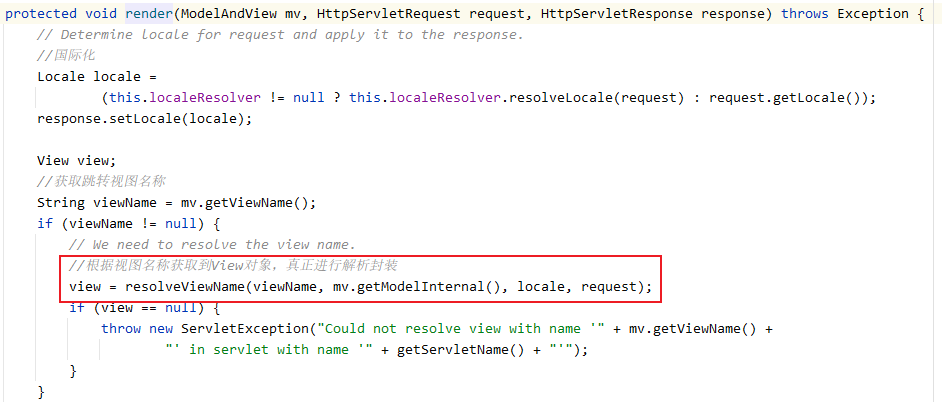 protected void render(ModelAndView mv, HttpServletRequest request, HttpServletResponse response) throws Exception {
// Determine locale for request and apply it to the response.
//国际化
Locale locale =
(this.localeResolver != null ? this.localeResolver.resolveLocale(request) : request.getLocale());
response.setLocale(locale);
View view;
//获取跳转视图名称
String viewName = mv.getViewName();
if (viewName != null) {
// We need to resolve the view name.
//根据视图名称获取到View对象，真正进行解析封装
view = resolveViewName(viewName, mv.getModelInternal(), locale, request);
if (view == null) {
throw new ServletException("Could not resolve view with name '" + mv.getViewName() +
"' in servlet with name '" + getServletName() + "'");
}
}